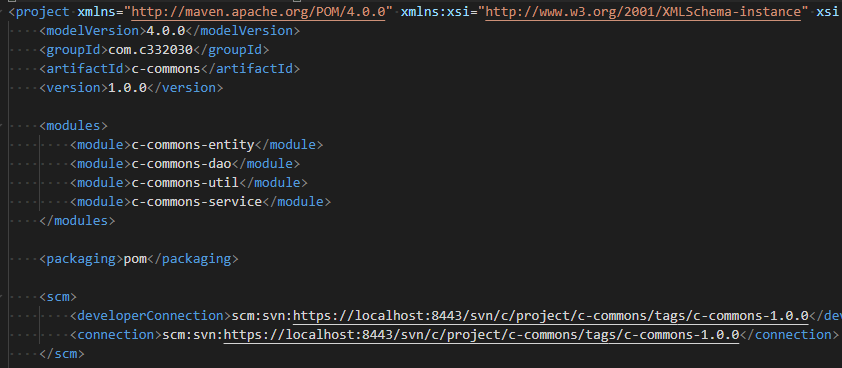 <project xmlns="http://maven.apache.org/POM/4.0.0" xmlns:xsi="http://www.w3.org/2001/XMLSchema-instance" xsi
<modelVersion>4.0.0</modelVersion>
<groupId>com.c332030</groupId>
<artifactId>c-commons</artifactId>
<version>1.0.0</version>
<modules>
<module>c-commons-entity</module>
<module>c-commons-dao</module>
<module>c-commons-util</module>
<module>c-commons-service</module>
</modules>
<packaging>pom</packaging>
<scm>
<developerConnection>scm:svn:https://localhost:8443/svn/c/project/c-commons/tags/c-commons-1.0.0</dev
<connection>scm:svn:https://localhost:8443/svn/c/project/c-commons/tags/c-commons-1.0.0</connection>
</scm>